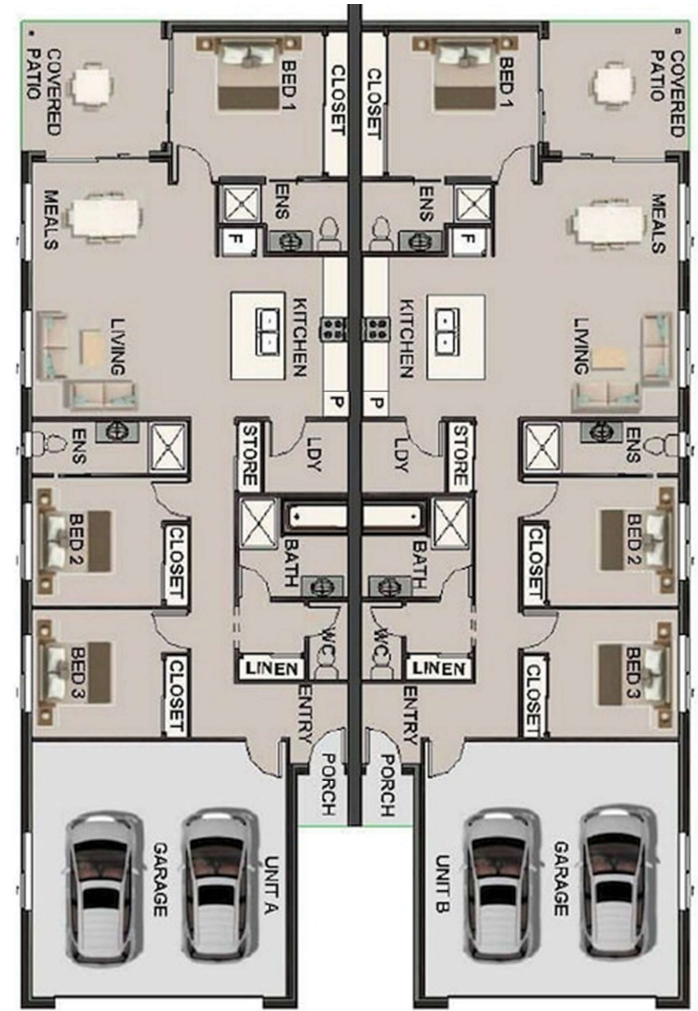 COVERED
PATIO
BED 1
CLOSET
CLOSET
BED 1
COVERED
PATIO
MEALS
ENS
F
ENS
F
MEALS
LIVING
KITCHEN
P
KITCHEN
P
LIVING
ENS
STORE
LDY
LDY
STORE
ENS
BED 2
CLOSET
BATH
BATH
CLOSET
BED 2
BED 3
CLOSET
LINEN
WC
WC
LINEN
CLOSET
BED 3
ENTRY
PORCH
ENTRY
PORCH
GARAGE
UNIT A
UNIT B
GARAGE